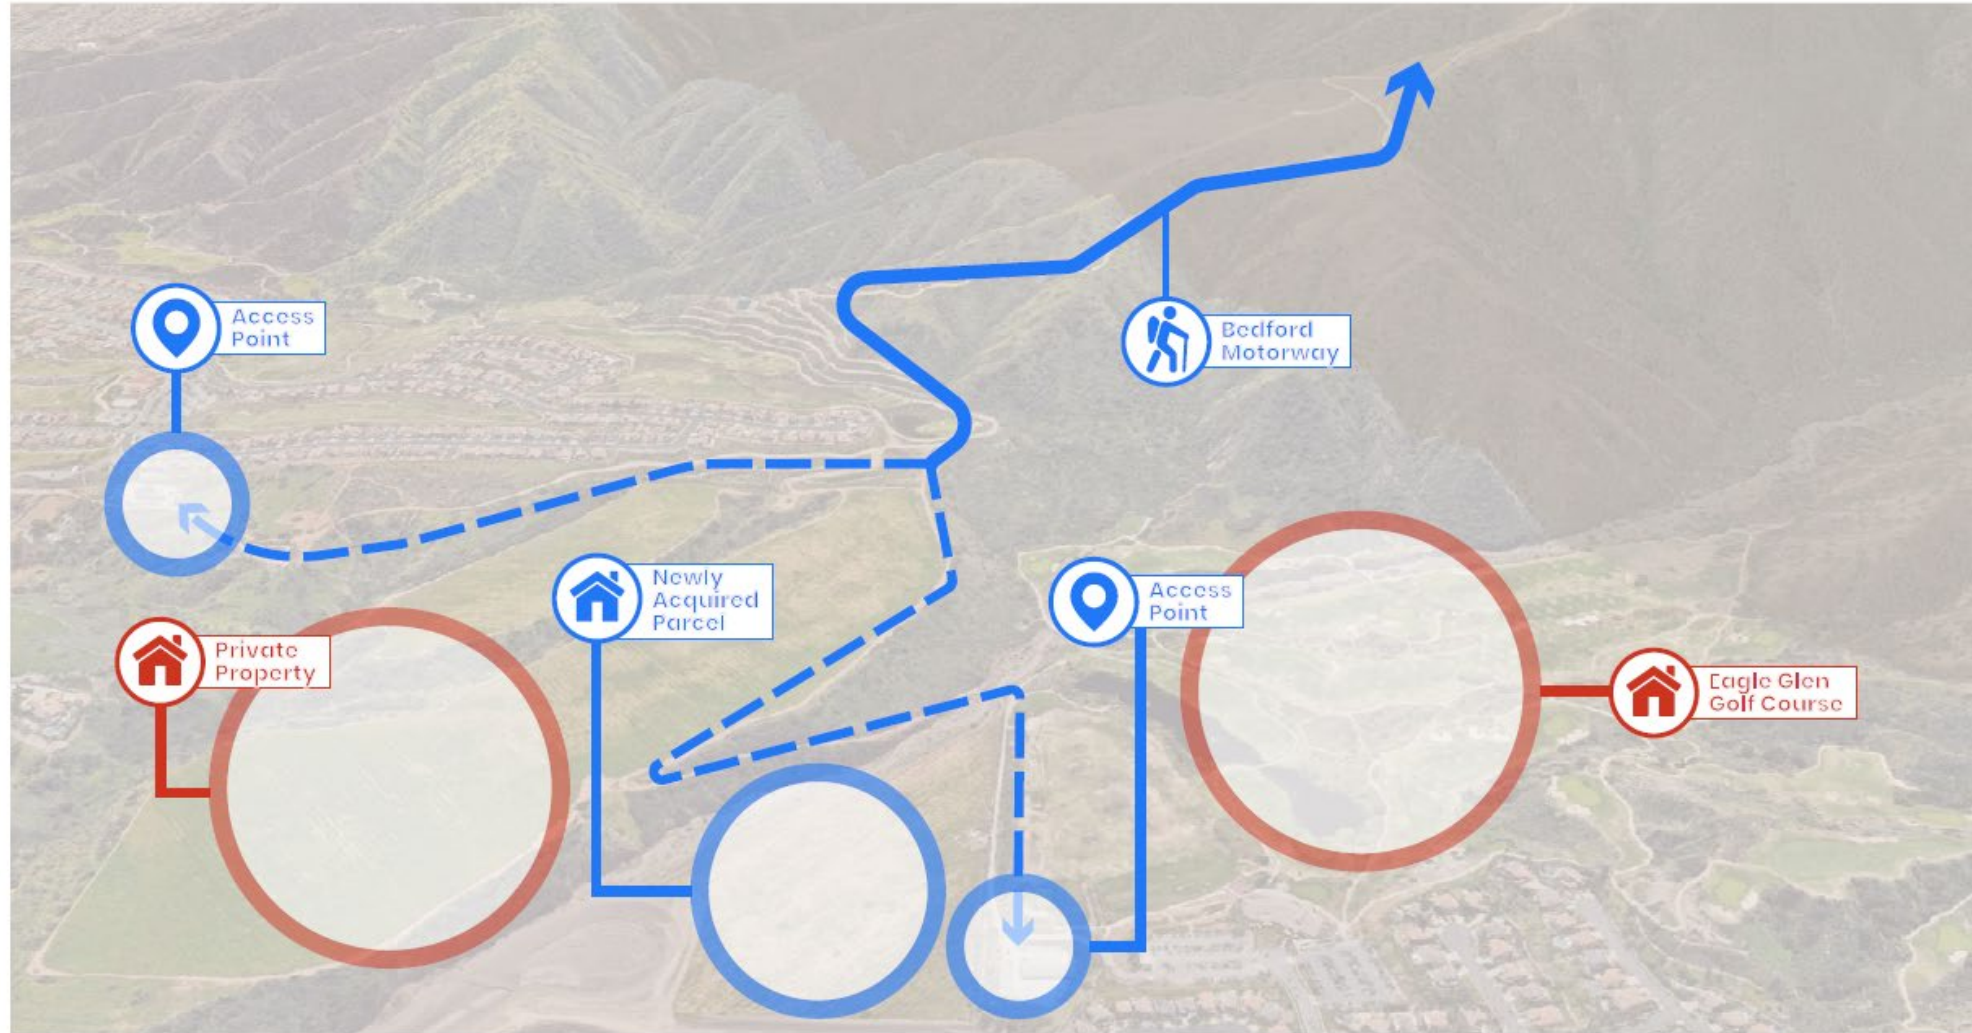 Access
Point
Bedford
Motorway
Newly
Acquired
Parcel
Access
Point
Private
Property
Eagle Glen
Golf Course